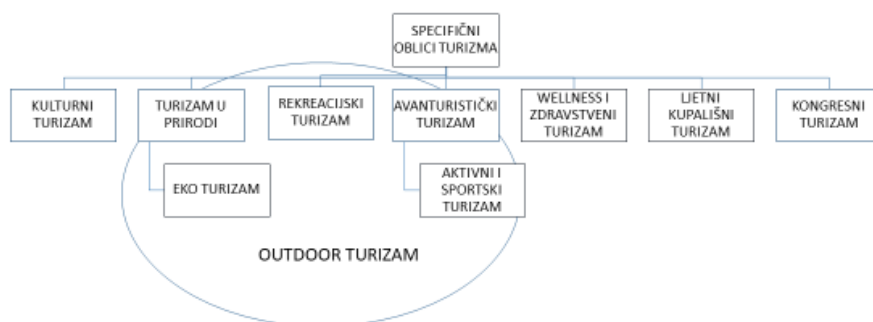 SPECIFIČNI
OBLICI TURIZMA
KULTURNI
TURIZAM
TURIZAM U
PRIRODI
REKREACIJSKI
TURIZAM
AVANTURISTIČKI
TURIZAM
WELLNESS I
ZDRAVSTVENI
TURIZAM
LJETNI
KUPALIŠNI
TURIZAM
KONGRESNI
TURIZAM
EKO TURIZAM
AKTIVNI I
SPORTSKI
TURIZAM
OUTDOOR TURIZAM